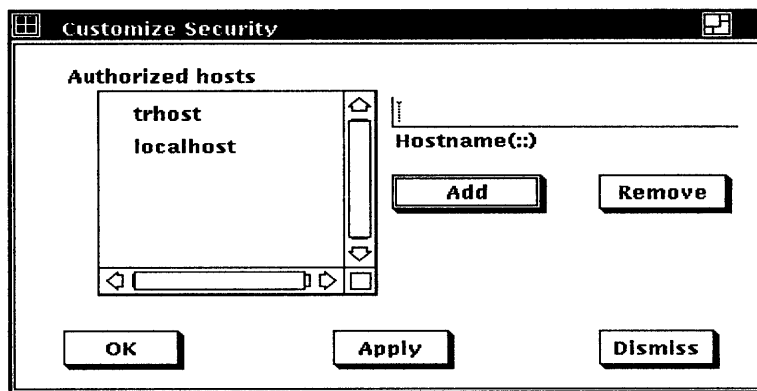 Customize Security
Authorized hosts
trhost
localhost
Hostname(::)
Add
Remove
OK
Apply
Dismiss